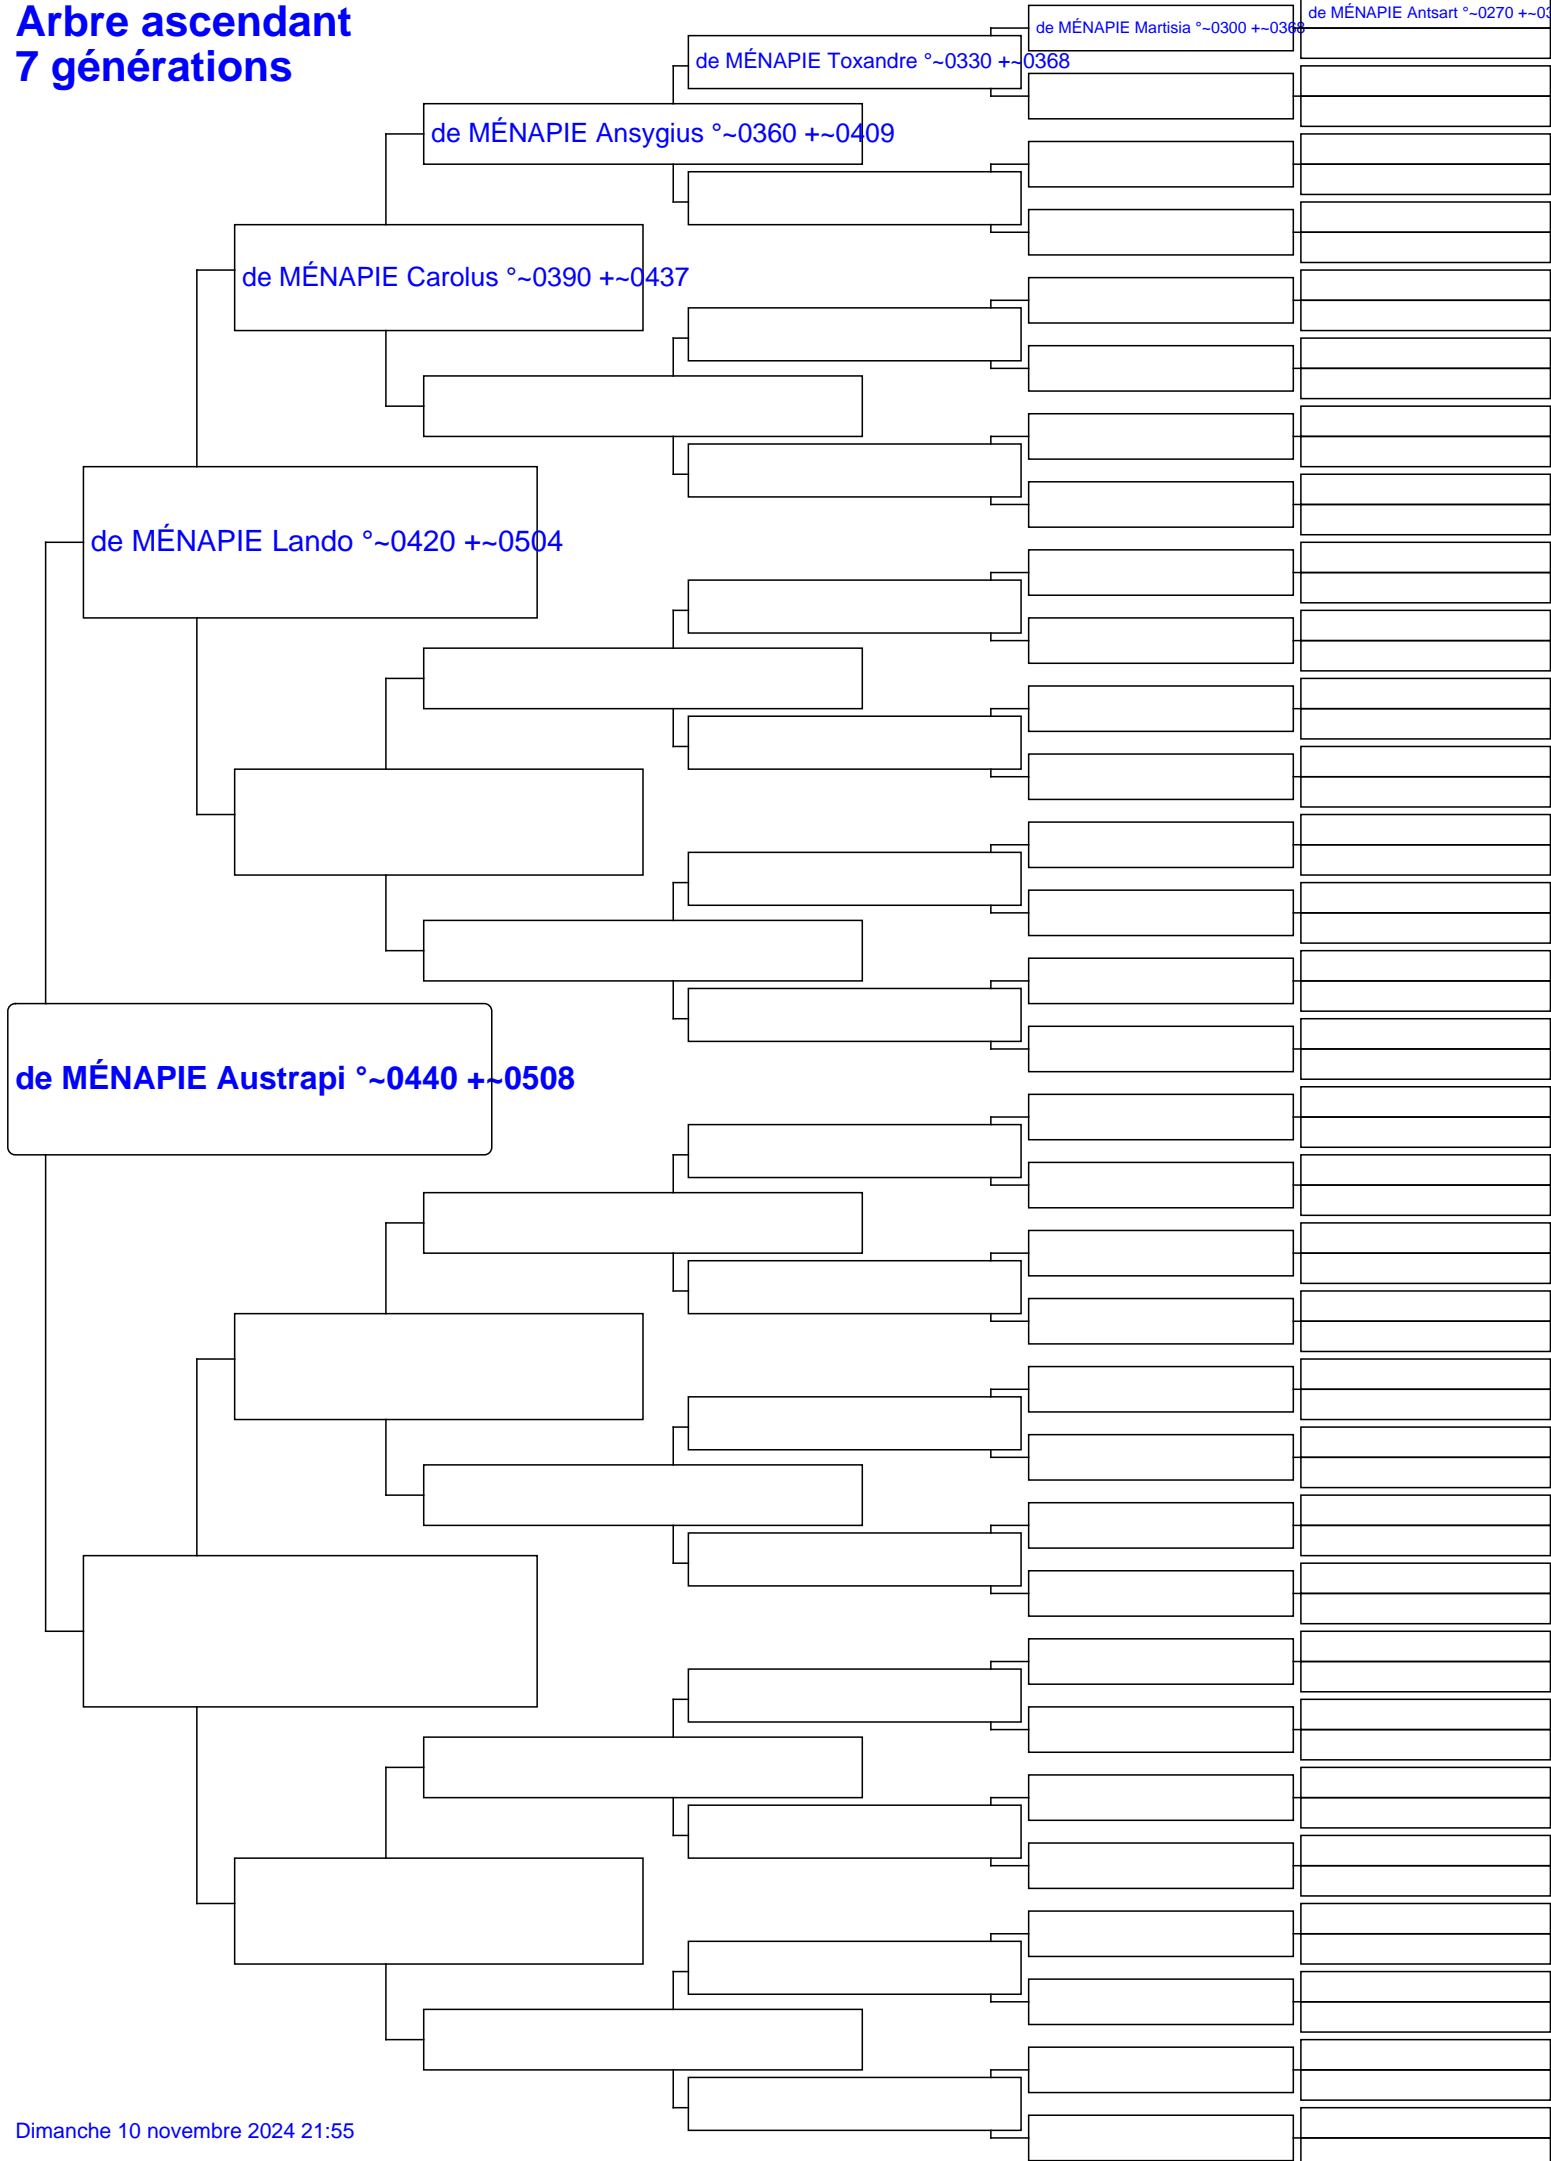 Arbre ascendant
7 générations
de MÉNAPIE Antsart °~0270 +~03
de MÉNAPIE Martisia °~0300 +~0368
de MÉNAPIE Toxandre °~0330 +~0368
de MÉNAPIE Ansygius °~0360 +~0409
de MÉNAPIE Carolus °~0390 +~0437
de MÉNAPIE Lando °~0420 +~0504
de MÉNAPIE Austrapi °~0440 +~0508
Dimanche 10 novembre 2024 21:55